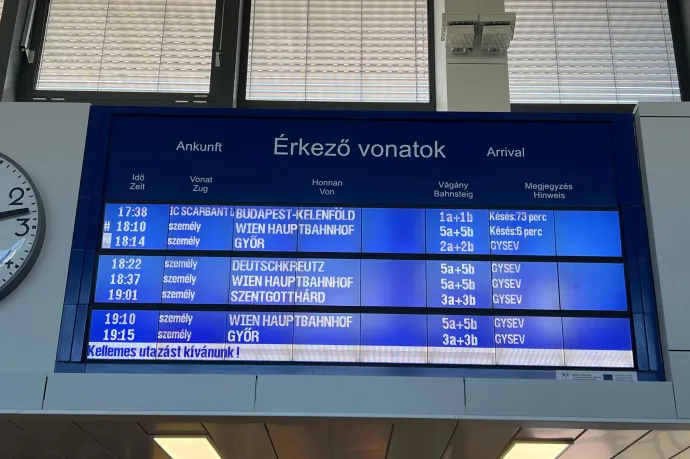 Ankunft Érkező vonatok Arrival
Idő Vonat Honnan Vágány Megjegyzés
Zeit Zug Von Bahnsteig Hinweis
17:38 IC SCARBANT BUDAPEST-KELENFÖLD 1a+1b Késés:73 perc
# 18:10 személy WIEN HAUPTBAHNHOF 5a+5b Késés:6 perc
18:14 személy GYŐR 2a+2b GYSEV
18:22 személy DEUTSCHKREUTZ 5a+5b GYSEV
18:37 személy WIEN HAUPTBAHNHOF 5a+5b GYSEV
19:01 személy SZENTGOTTHÁRD 3a+3b GYSEV
19:10 személy WIEN HAUPTBAHNHOF 5a+5b GYSEV
19:15 személy GYŐR 3a+3b GYSEV
Kellemes utazást kívánunk !
2
3